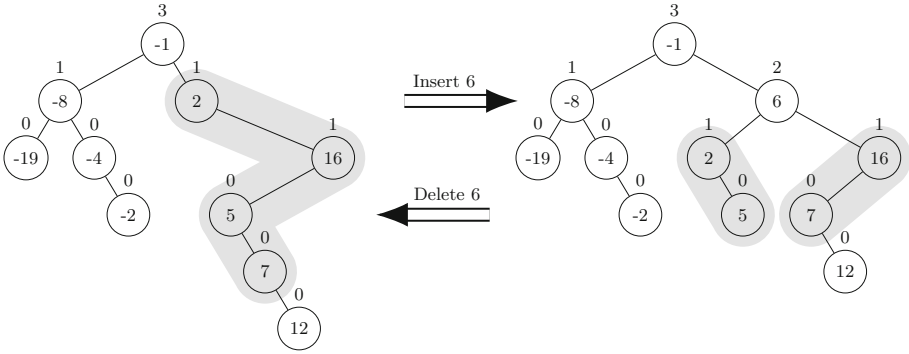 3 3
-1 -1
1 1 1 2
-8 2 Insert 6 -8 6
0 0 1 0 0 1 1
-19 -4 16 -19 -4 2 16
0 0 Delete 6 0 0 0
-2 5 -2 5 7
0 0
7 12
0
12